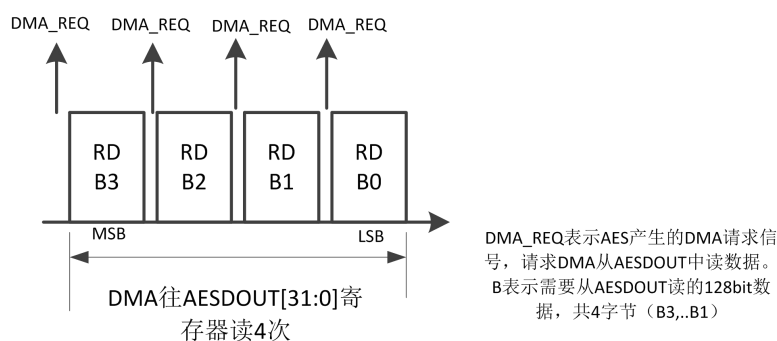 DMA_REQ DMA_REQ DMA_REQ DMA_REQ
RD RD RD RD
B3 B2 B1 B0
MSB LSB
DMA往AESDOUT[31:0]寄
存器读4次
DMA_REQ表示AES产生的DMA请求信
号，请求DMA从AESDOUT中读数据。
B表示需要从AESDOUT读的128bit数
据，共4字节（B3,..B1）